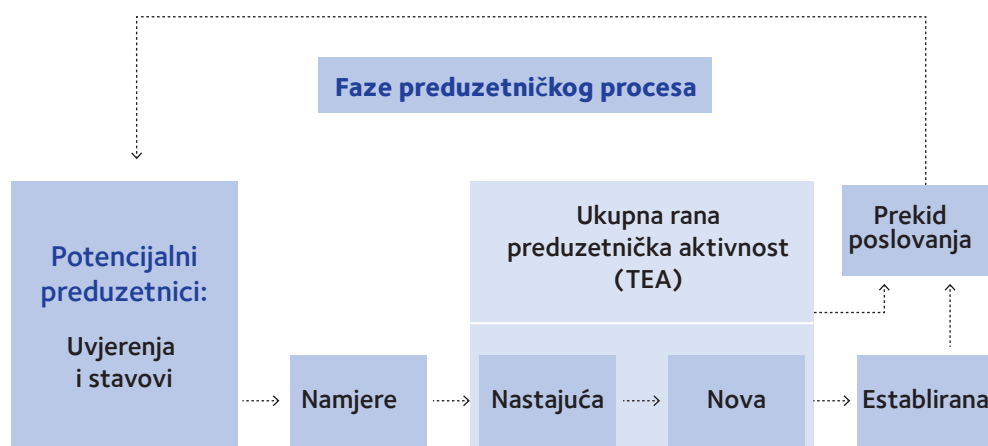 Faze preduzetničkog procesa
Potencijalni
preduzetnici:
Uvjerenja
i stavovi
Namjere
Ukupna rana
preduzetnička aktivnost
(TEA)
Nastajuća
Nova
Prekid
poslovanja
Establirana